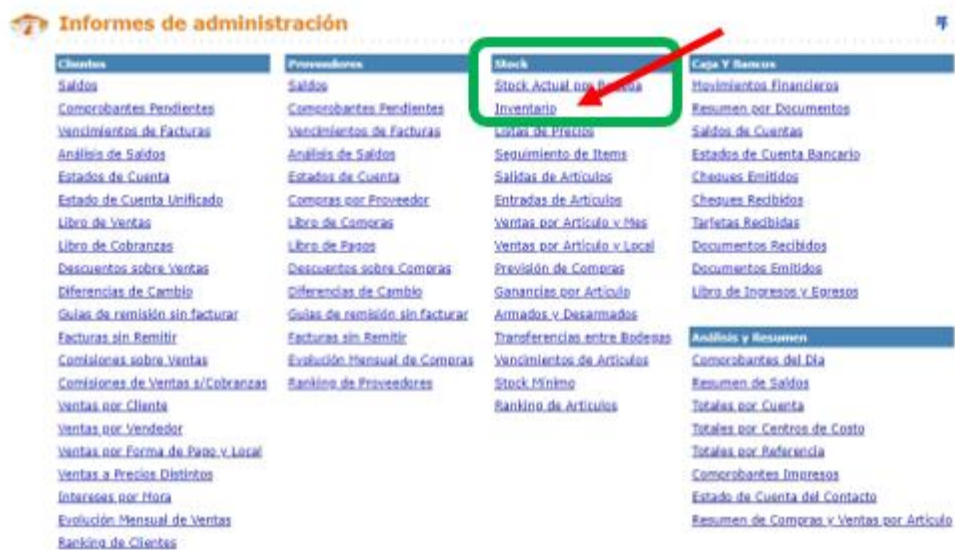 Informes de administración
Clientes
Saldos
Comprobantes Pendientes
Vencimientos de Facturas
Análisis de Saldos
Estados de Cuenta
Estado de Cuenta Unificado
Libro de Ventas
Libro de Cobranzas
Descuentos sobre Ventas
Diferencias de Cambio
Guias de remisión sin facturar
Facturas sin Remitir
Comisiones sobre Ventas
Comisiones de Ventas s/Cobranzas
Ventas por Cliente
Ventas por Vendedor
Ventas por Forma de Pago y Local
Ventas a Precios Distintos
Intereses por Mora
Evolución Mensual de Ventas
Ranking de Clientes
Proveedores
Saldos
Comprobantes Pendientes
Vencimientos de Facturas
Análisis de Saldos
Estados de Cuenta
Compras por Proveedor
Libro de Compras
Libro de Pagos
Descuentos sobre Compras
Diferencias de Cambio
Guias de remisión sin facturar
Facturas sin Remitir
Evolución Mensual de Compras
Ranking de Proveedores
Stock
Stock Actual por
Inventario
Listas de Precios
Seguimiento de Items
Salidas de Artículos
Entradas de Artículos
Ventas por Artículo y Mes
Ventas por Artículo y Local
Previsión de Compras
Ganancias por Artículo
Armados y Desarmados
Transferencias entre Bodegas
Vencimientos de Artículos
Stock Mínimo
Ranking de Artículos
Caja Y Bancos
Movimientos Financieros
Resumen por Documentos
Saldos de Cuentas
Estados de Cuenta Bancario
Cheques Emitidos
Cheques Recibidos
Tarjetas Recibidas
Documentos Recibidos
Documentos Emitidos
Libro de Ingresos y Egresos
Análisis y Resumen
Comprobantes del Dia
Resumen de Saldos
Totales por Cuenta
Totales por Centros de Costo
Totales por Referencia
Comprobantes Impresos
Estado de Cuenta del Contacto
Resumen de Compras y Ventas por Artículo